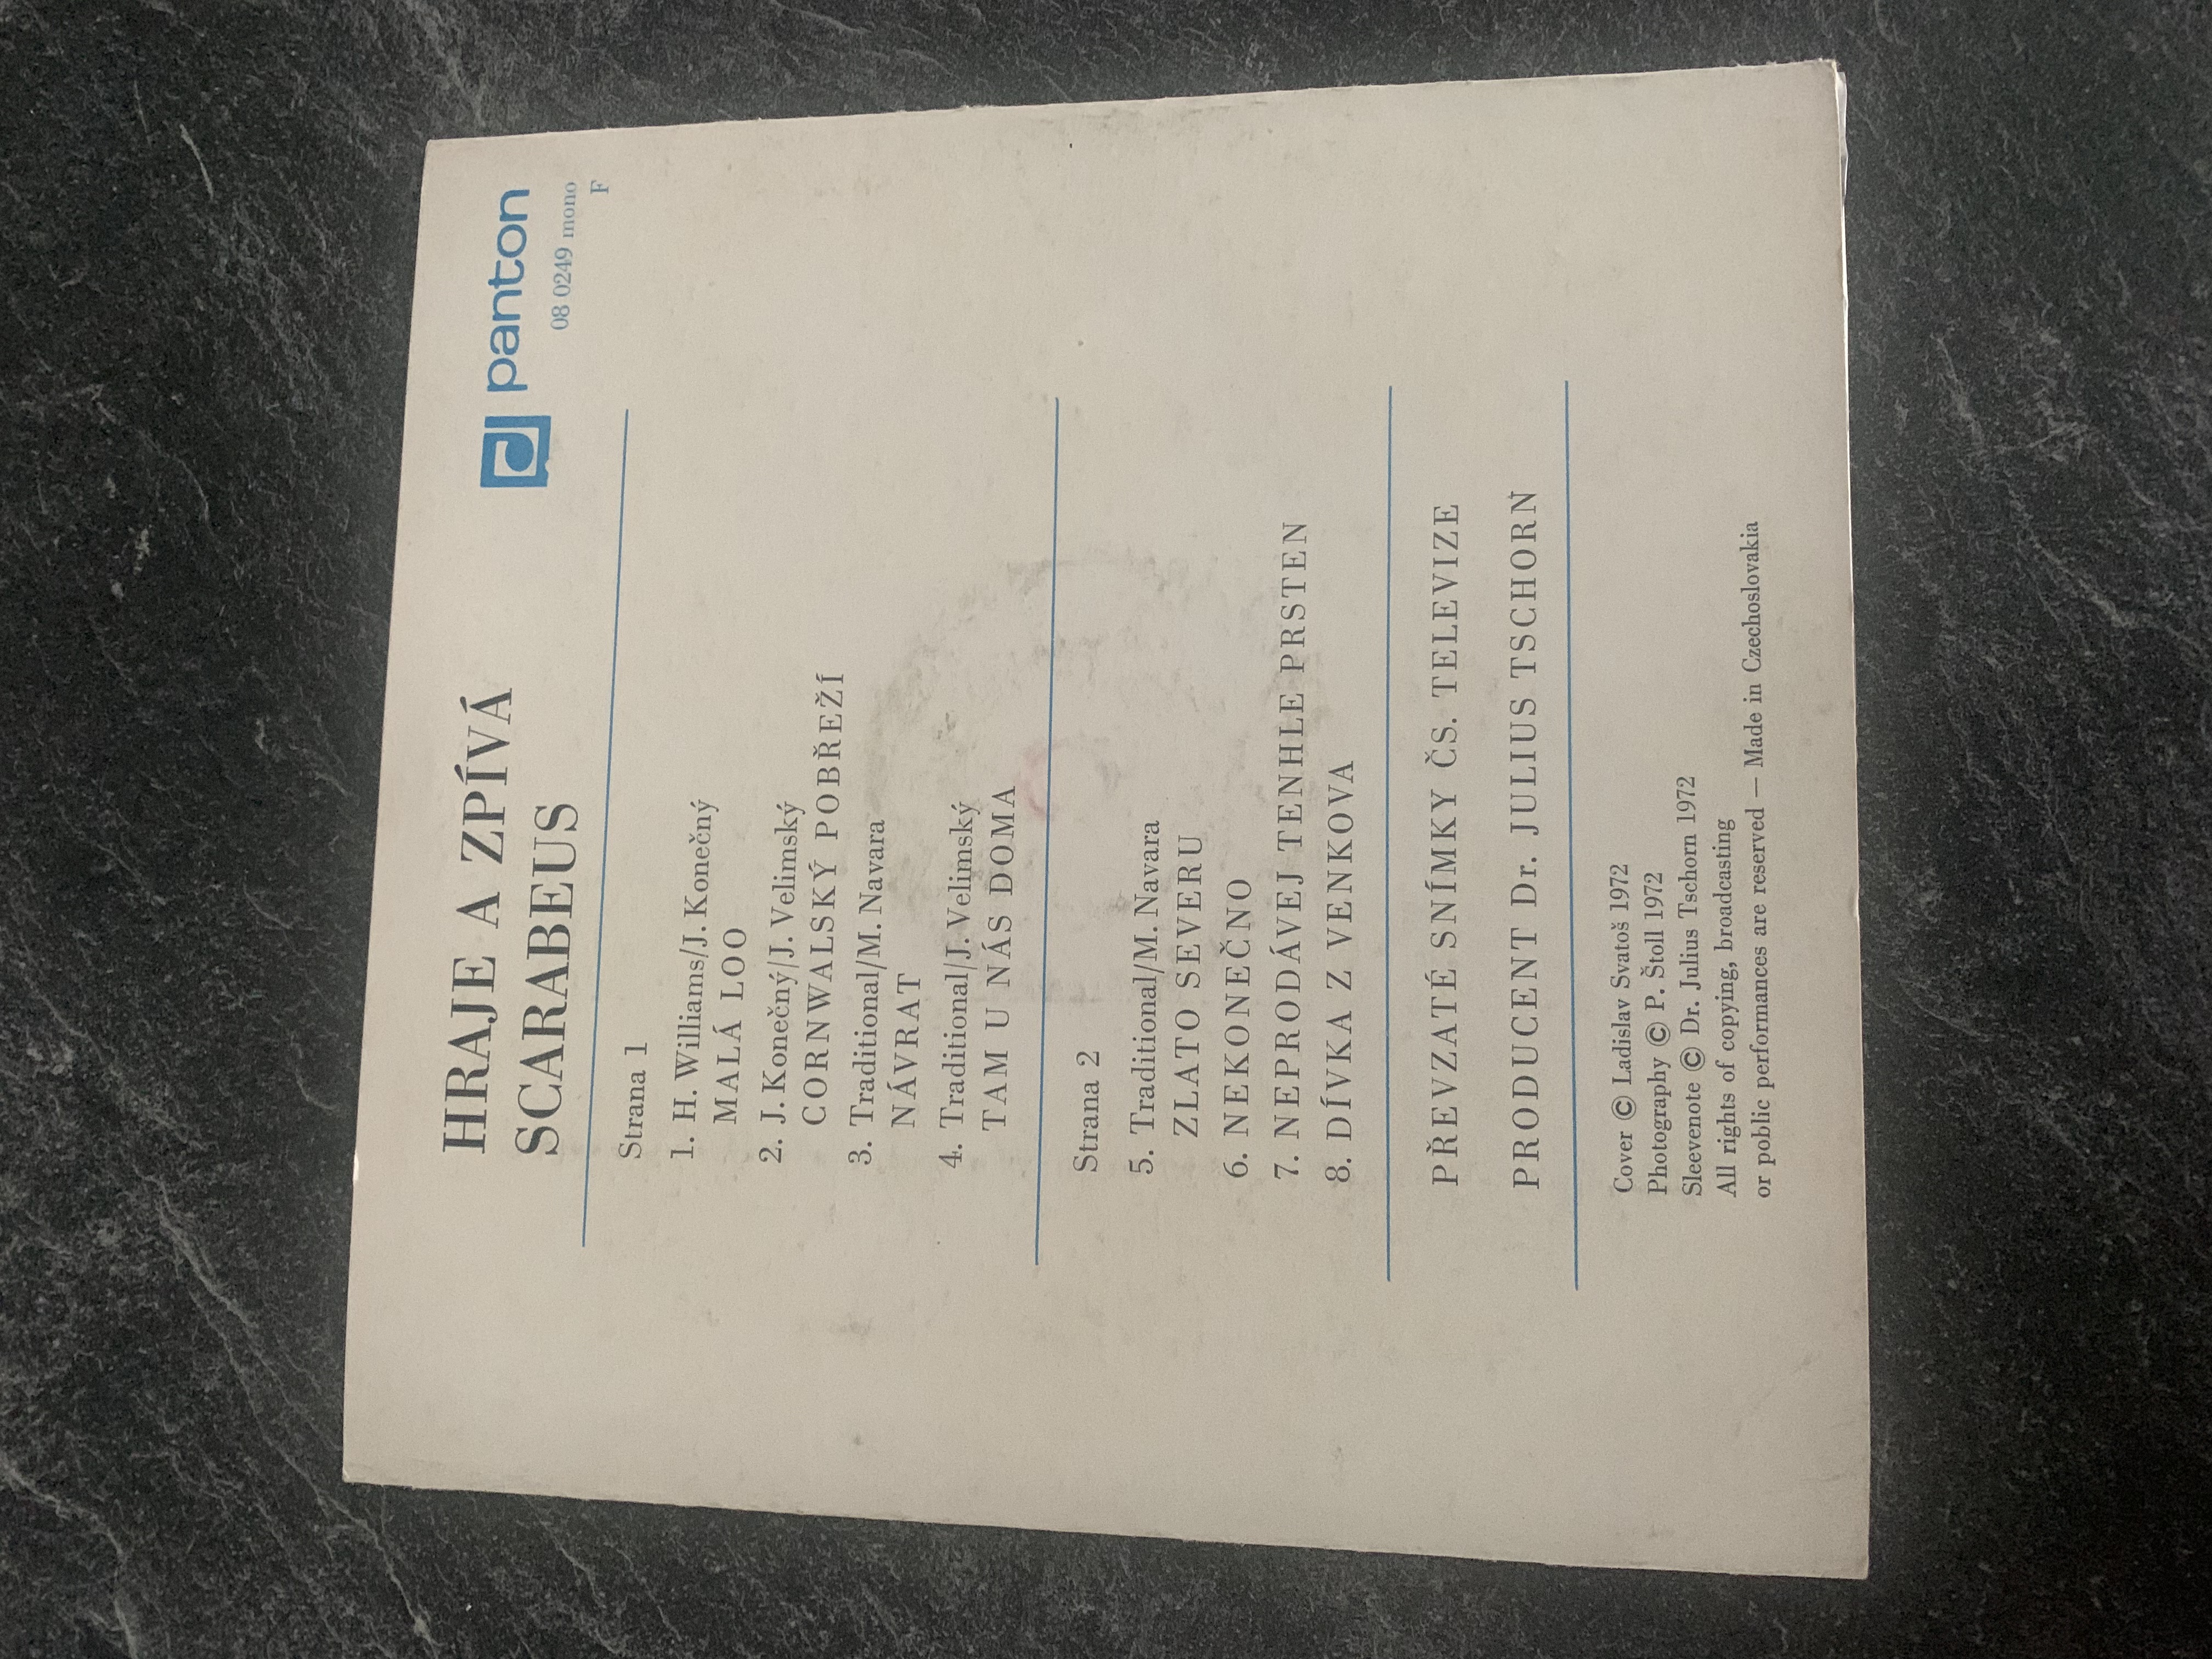 HRAJE A ZPÍVÁ
SCARABEUS
panton
08 0249 mono
F
Strana 1
1. H. Williams/J. Konečný
MALÁ LOO
2. J. Konečný/J. Velimský
CORNWALSKÝ POBŘEŽÍ
3. Traditional/M. Navara
NÁVRAT
4. Traditional/J. Velimský
TAM U NÁS DOMA
Strana 2
5. Traditional/M. Navara
ZLATO SEVERU
6. NEKONEČNO
7. NEPRODÁVEJ TENHLE PRSTEN
8. DÍVKA Z VENKOVA
PŘEVZATÉ SNÍMKY ČS. TELEVIZE
PRODUCENT Dr. JULIUS TSCHORN
Cover © Ladislav Svatoš 1972
Photography © P. Štoll 1972
Sleevenote © Dr. Julius Tschorn 1972
All rights of copying, broadcasting
or poblic performances are reserved — Made in Czechoslovakia